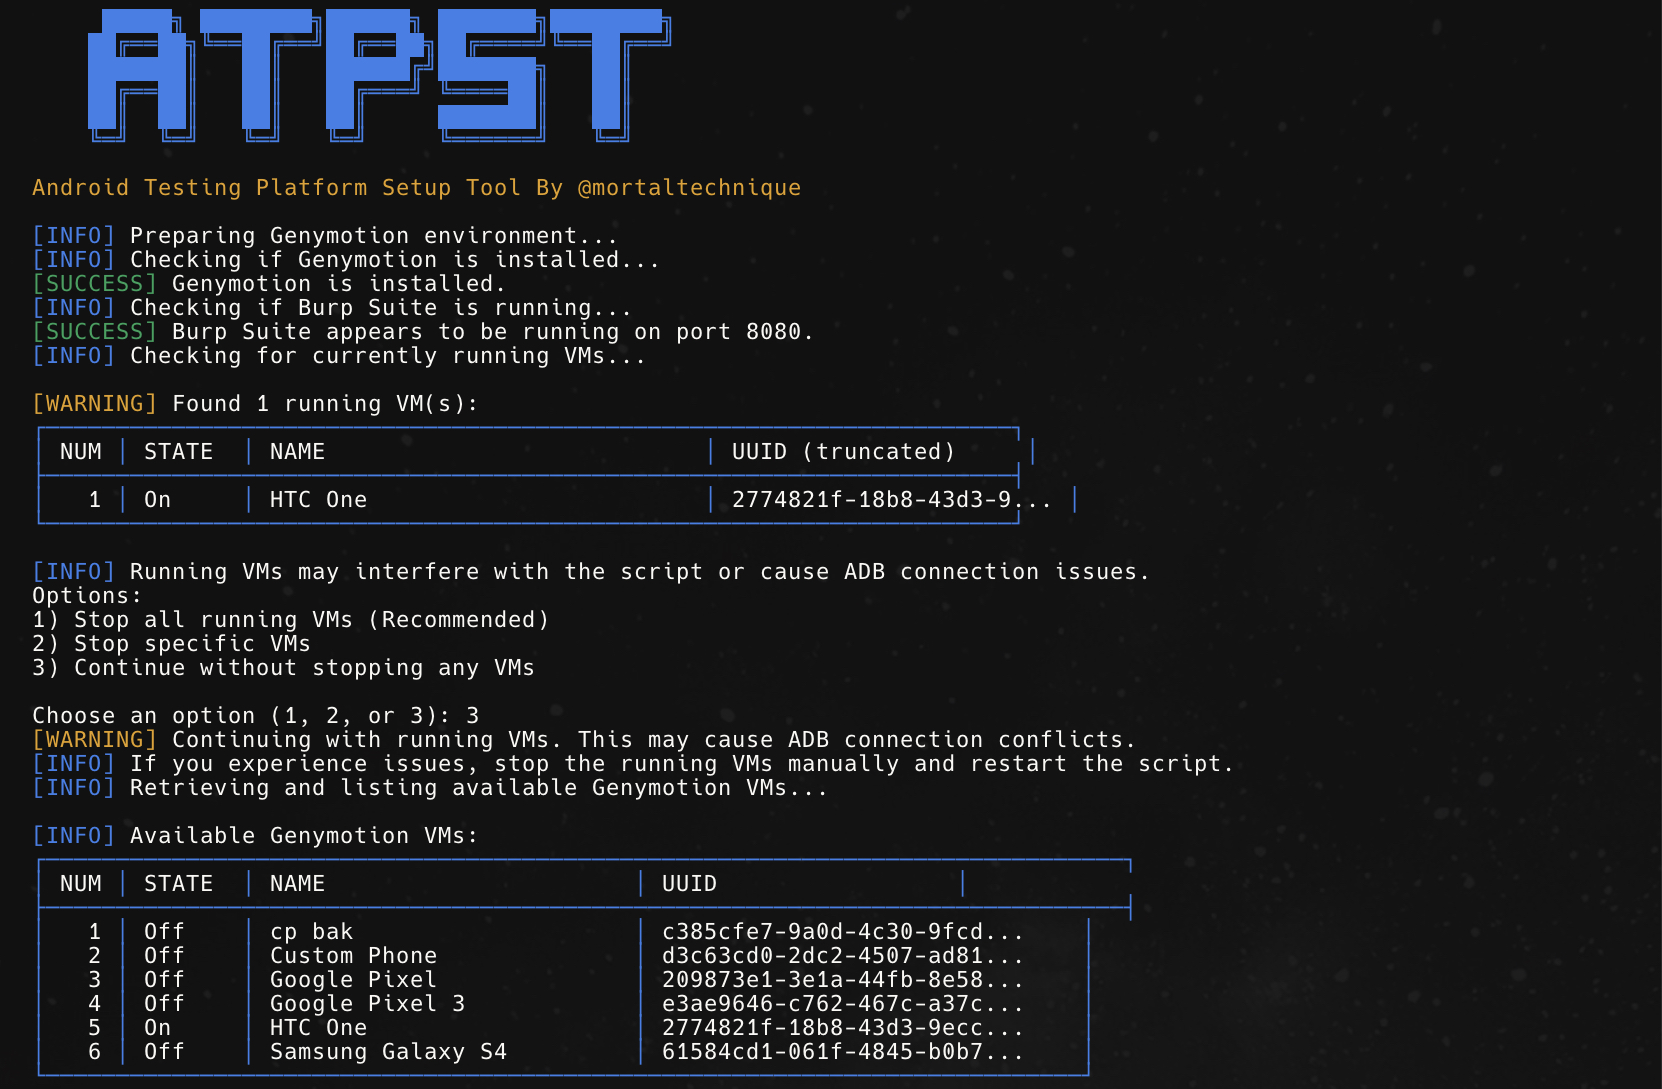 ATPST
Android Testing Platform Setup Tool By @mortaltechnique
[INFO] Preparing Genymotion environment...
[INFO] Checking if Genymotion is installed...
[SUCCESS] Genymotion is installed.
[INFO] Checking if Burp Suite is running...
[SUCCESS] Burp Suite appears to be running on port 8080.
[INFO] Checking for currently running VMs...
[WARNING] Found 1 running VM(s):
NUM │ STATE │ NAME │ UUID (truncated) │
1 │ On │ HTC One │ 2774821f-18b8-43d3-9... │
[INFO] Running VMs may interfere with the script or cause ADB connection issues.
Options:
1) Stop all running VMs (Recommended)
2) Stop specific VMs
3) Continue without stopping any VMs
Choose an option (1, 2, or 3): 3
[WARNING] Continuing with running VMs. This may cause ADB connection conflicts.
[INFO] If you experience issues, stop the running VMs manually and restart the script.
[INFO] Retrieving and listing available Genymotion VMs...
[INFO] Available Genymotion VMs:
NUM │ STATE │ NAME │ UUID │
1 │ Off │ cp bak │ c385cfe7-9a0d-4c30-9fcd... │
2 │ Off │ Custom Phone │ d3c63cd0-2dc2-4507-ad81... │
3 │ Off │ Google Pixel │ 209873e1-3e1a-44fb-8e58... │
4 │ Off │ Google Pixel 3 │ e3ae9646-c762-467c-a37c... │
5 │ On │ HTC One │ 2774821f-18b8-43d3-9ecc... │
6 │ Off │ Samsung Galaxy S4 │ 61584cd1-061f-4845-b0b7... │